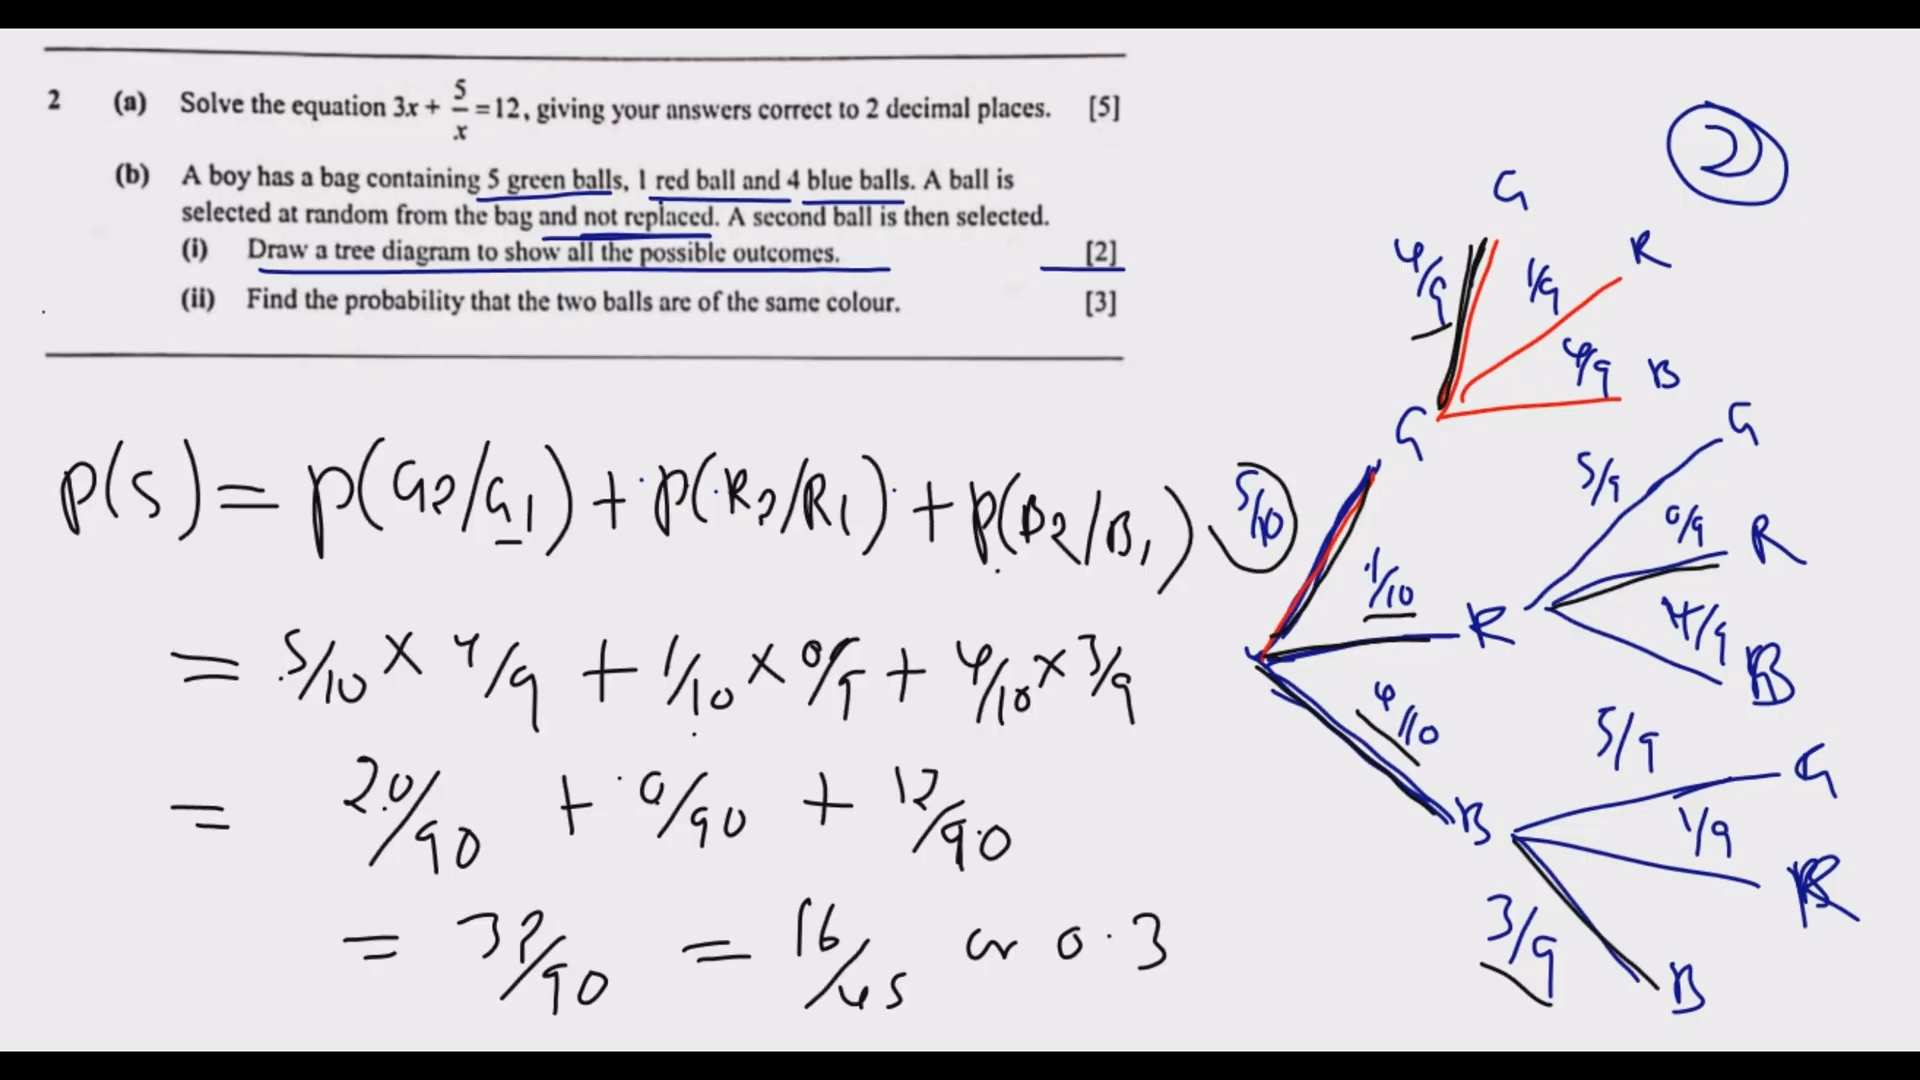 2 (a) Solve the equation 3x + 5/x = 12, giving your answers correct to 2 decimal places. [5]
(b) A boy has a bag containing 5 green balls, 1 red ball and 4 blue balls. A ball is
selected at random from the bag and not replaced. A second ball is then selected.
(i) Draw a tree diagram to show all the possible outcomes. [2]
(ii) Find the probability that the two balls are of the same colour. [3]
P(S) = P(G2/G1) + P(R2/R1) + P(B2/B1)
= 5/10 × 4/9 + 1/10 × 0/9 + 4/10 × 3/9
= 20/90 + 0/90 + 12/90
= 32/90 = 16/45 or 0.3
2
G
4/9
1/9
R
4/9
B
G
5/10
1/10
R
4/10
B
5/9
G
0/9
R
4/9
B
5/9
G
1/9
R
3/9
B